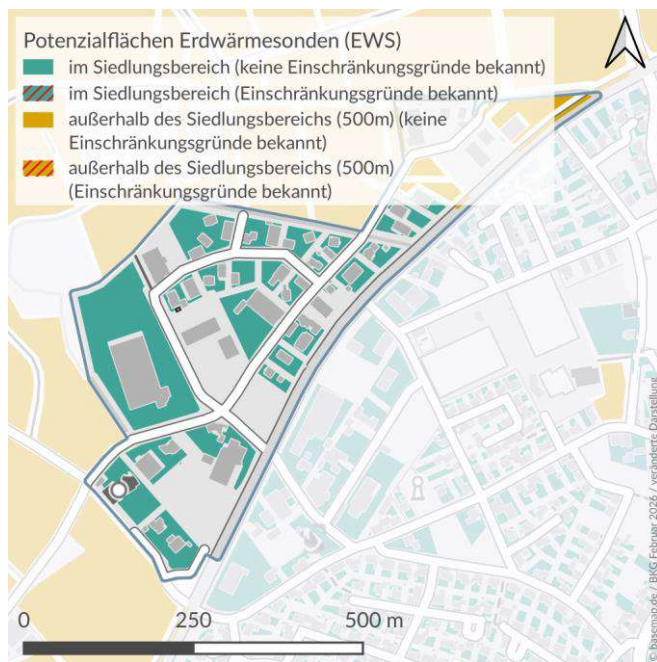 Potenzialflächen Erdwärmesonden (EWS)
im Siedlungsbereich (keine Einschränkungsgründe bekannt)
im Siedlungsbereich (Einschränkungsgründe bekannt)
außerhalb des Siedlungsbereichs (500m) (keine
Einschränkungsgründe bekannt)
außerhalb des Siedlungsbereichs (500m)
(Einschränkungsgründe bekannt)
0 250 500 m
© basemap.de / BKG Februar 2026 / veränderte Darstellung